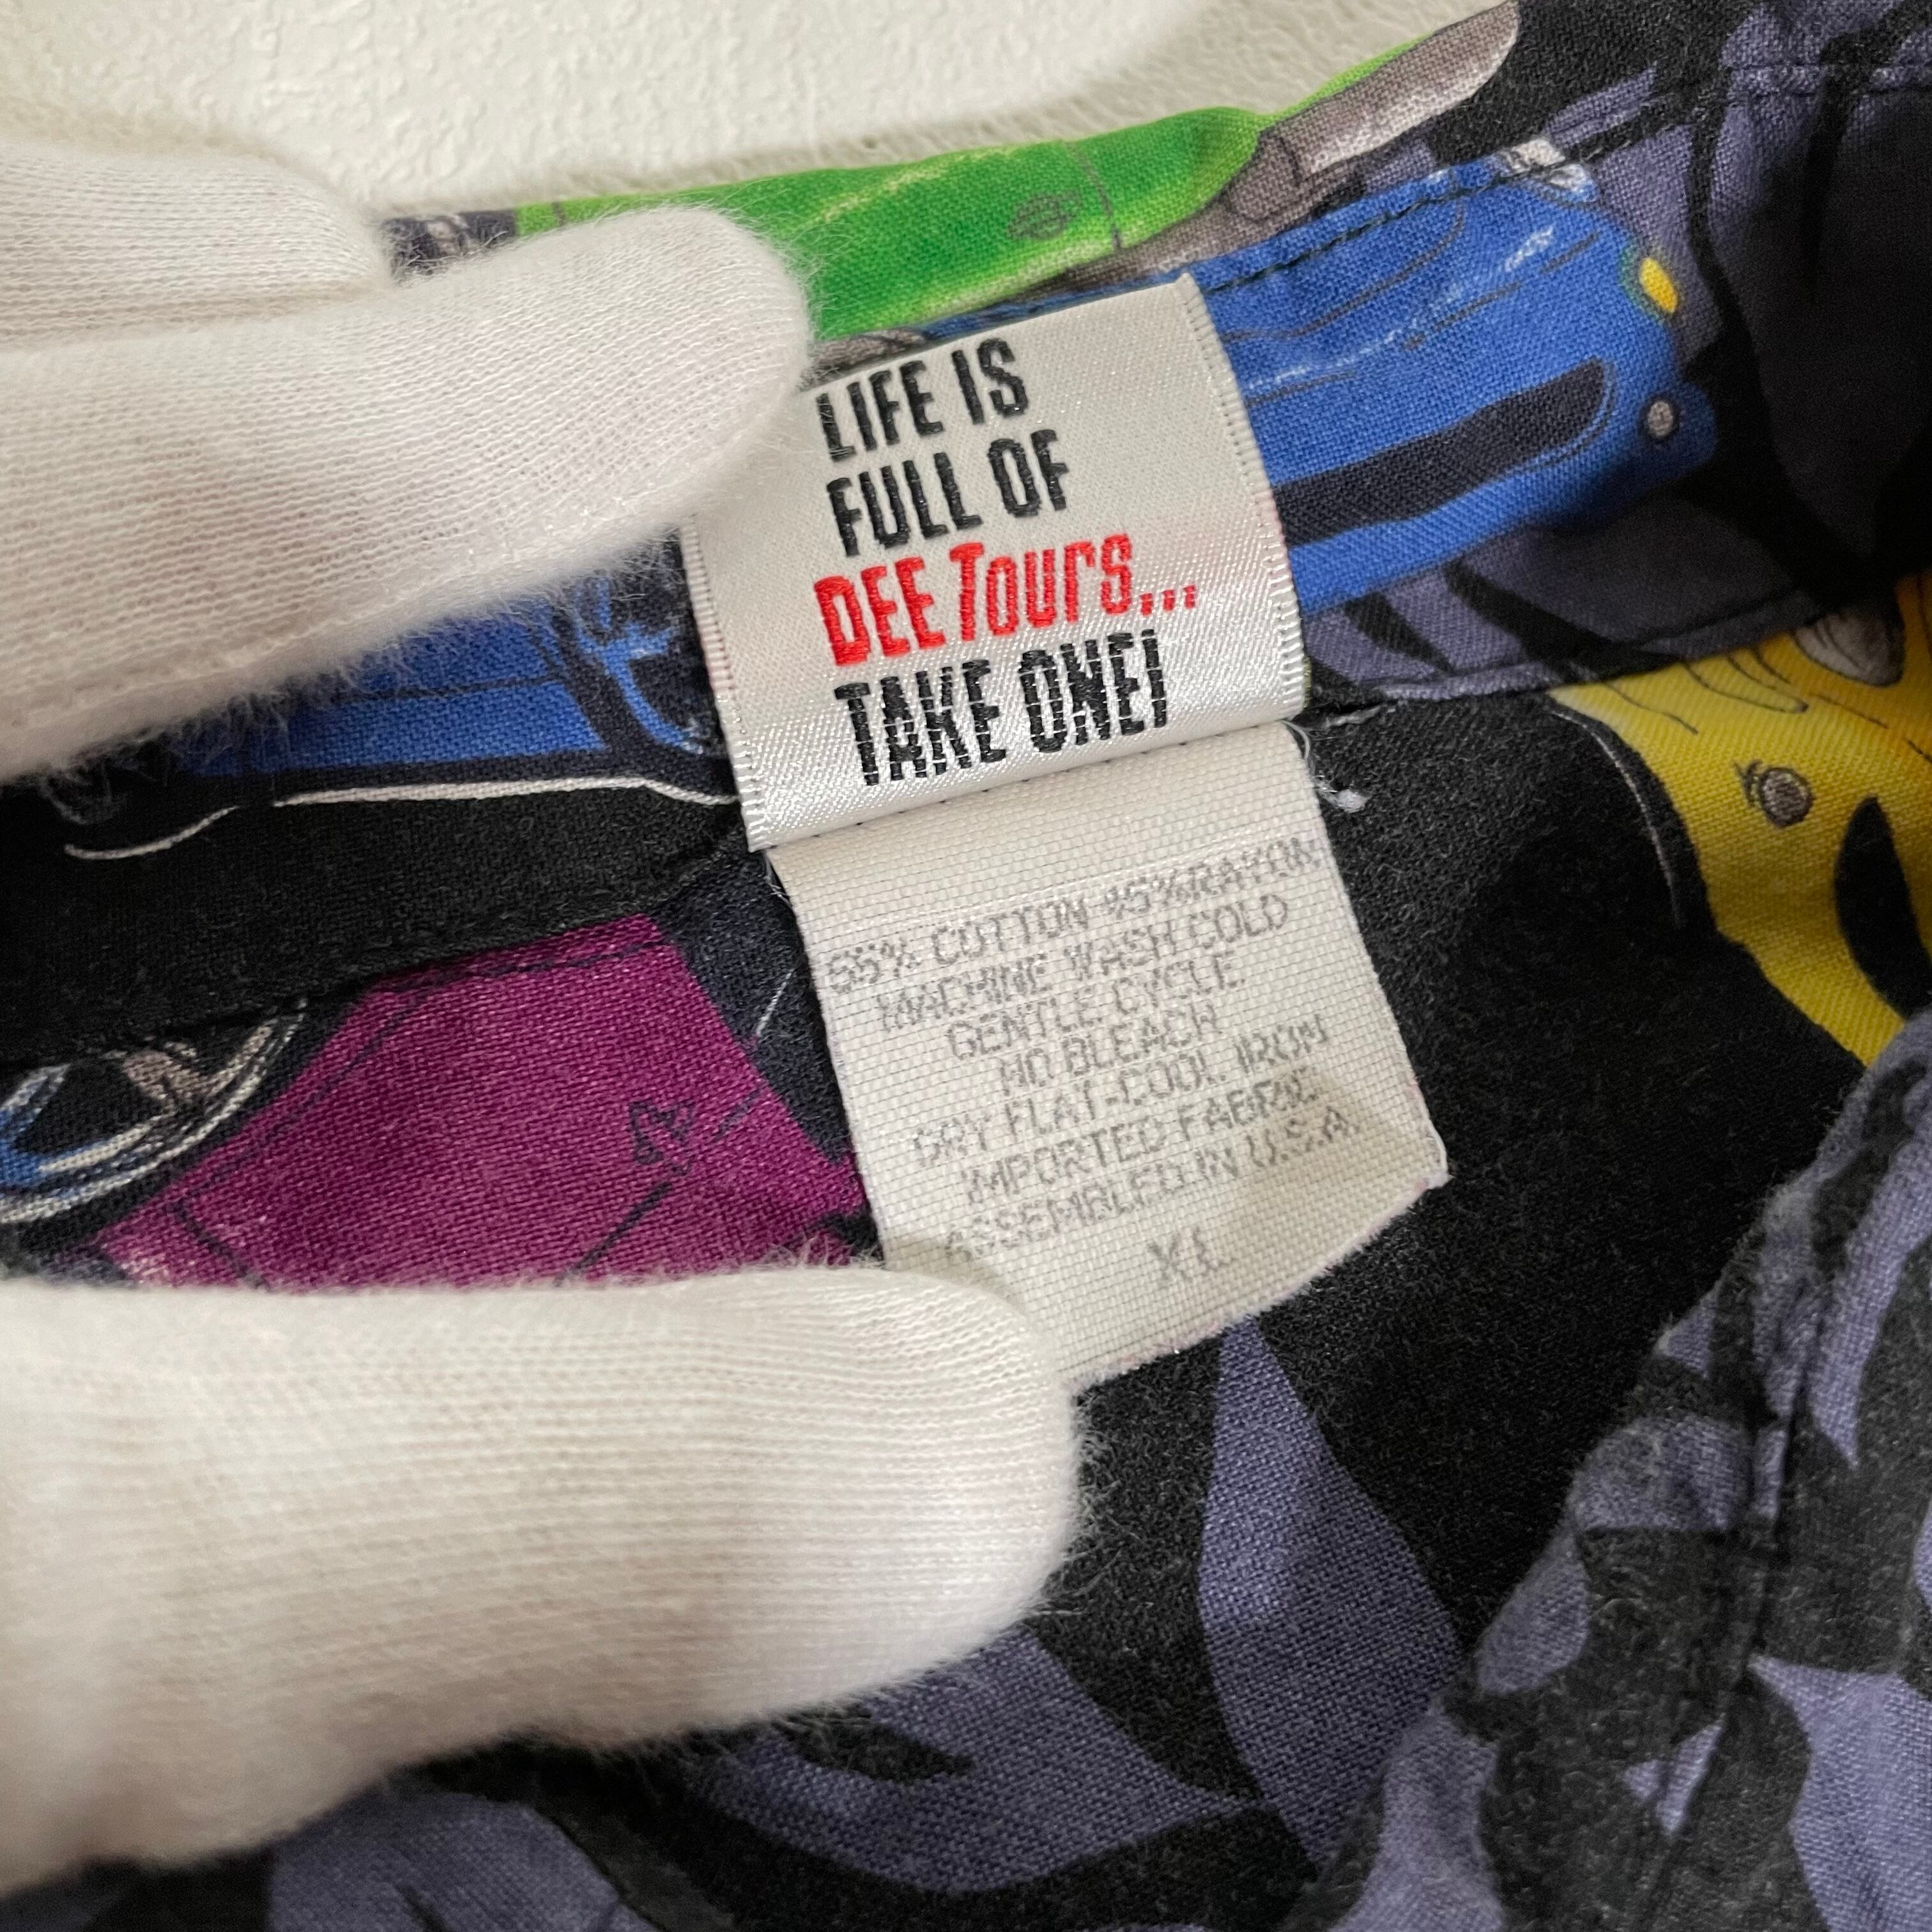 LIFE IS
FULL OF
DEE Tours...
TAKE ONE!
55% COTTON 45% RAYON
MACHINE WASH COLD
GENTLE CYCLE
NO BLEACH
DRY FLAT-COOL IRON
IMPORTED FABRIC
ASSEMBLED IN U.S.A.
XL